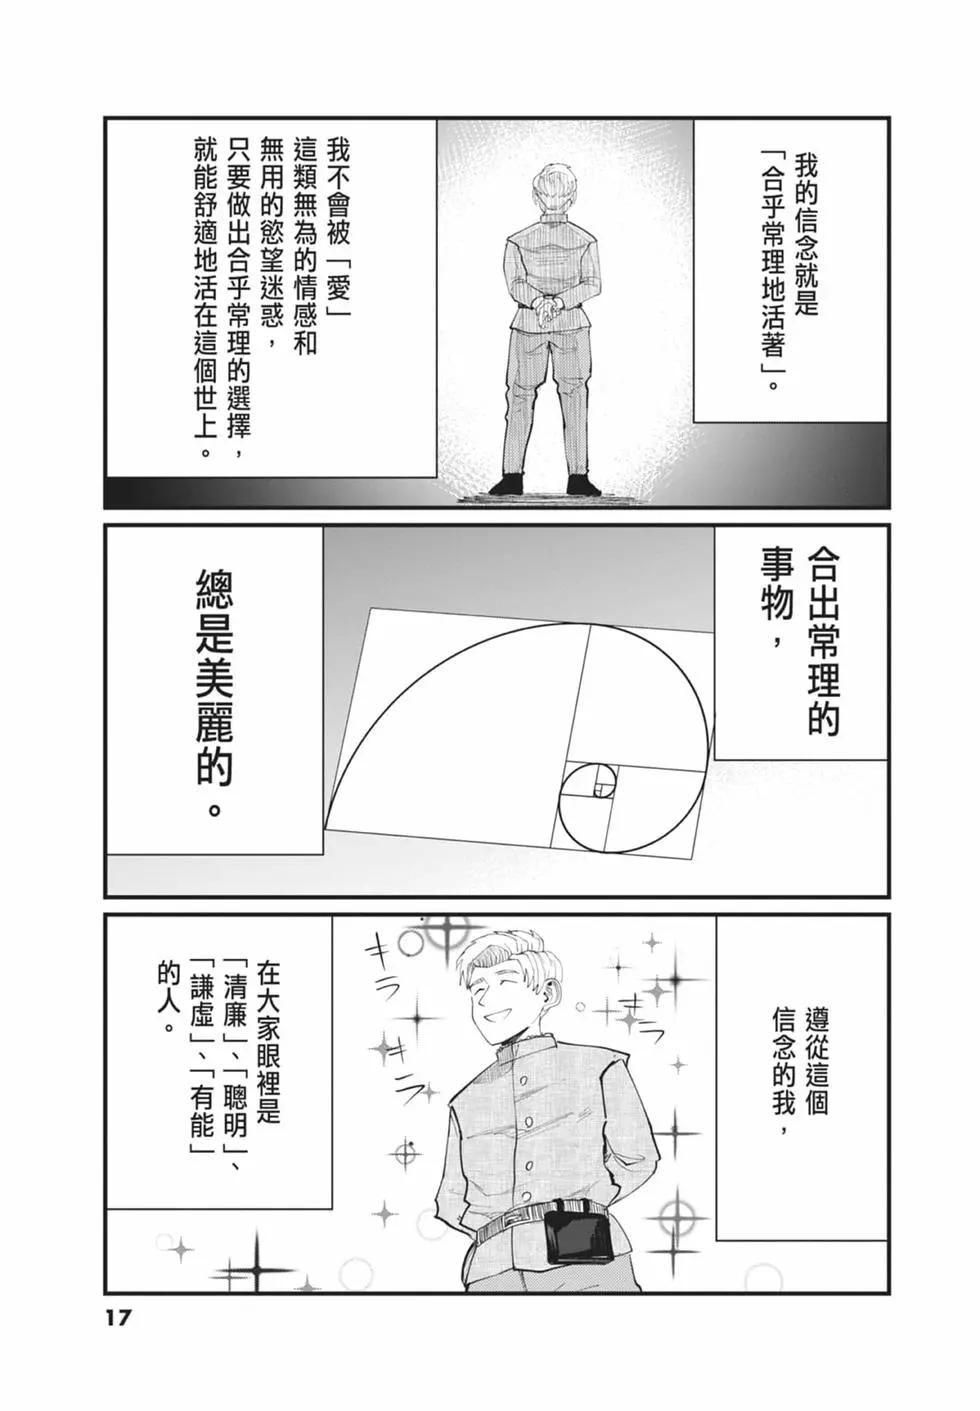 我的信念就是
「合乎常理地活著」。
我不會被「愛」
這類無為的情感和
無用的慾望迷惑，
只要做出合乎常理的選擇，
就能舒適地活在這個世上。
合出常理的
事物，
總是美麗的。
遵從這個
信念的我，
キラ
キラ
在大家眼裡是
「清廉」、「聰明」、
「謙虛」、「有能」
的人。
17